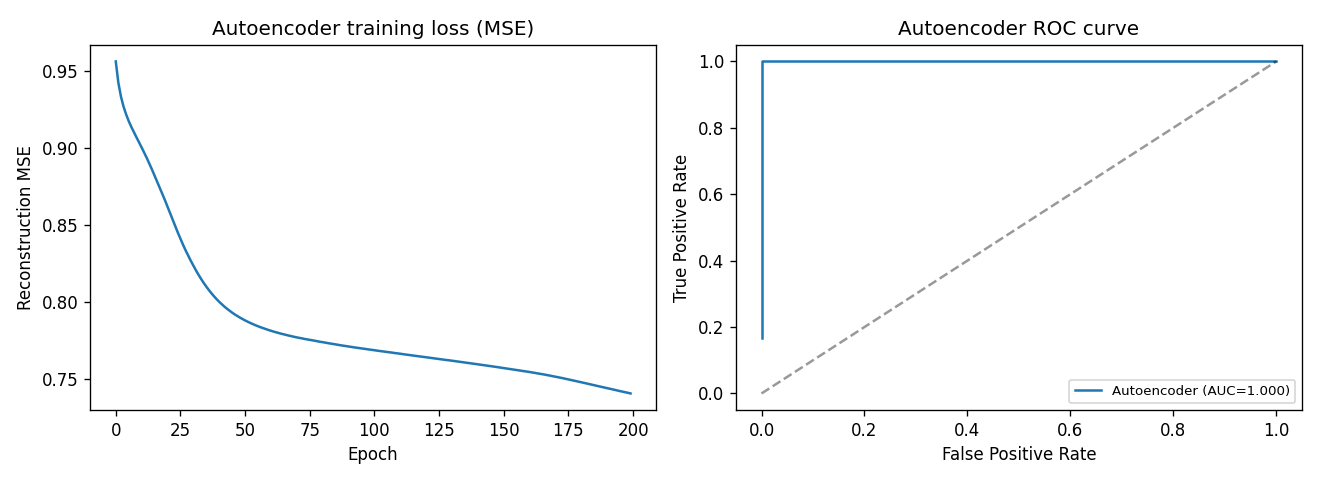 Autoencoder training loss (MSE)
Reconstruction MSE
0.95
0.90
0.85
0.80
0.75
0 25 50 75 100 125 150 175 200
Epoch
Autoencoder ROC curve
True Positive Rate
1.0
0.8
0.6
0.4
0.2
0.0
Autoencoder (AUC=1.000)
0.0 0.2 0.4 0.6 0.8 1.0
False Positive Rate